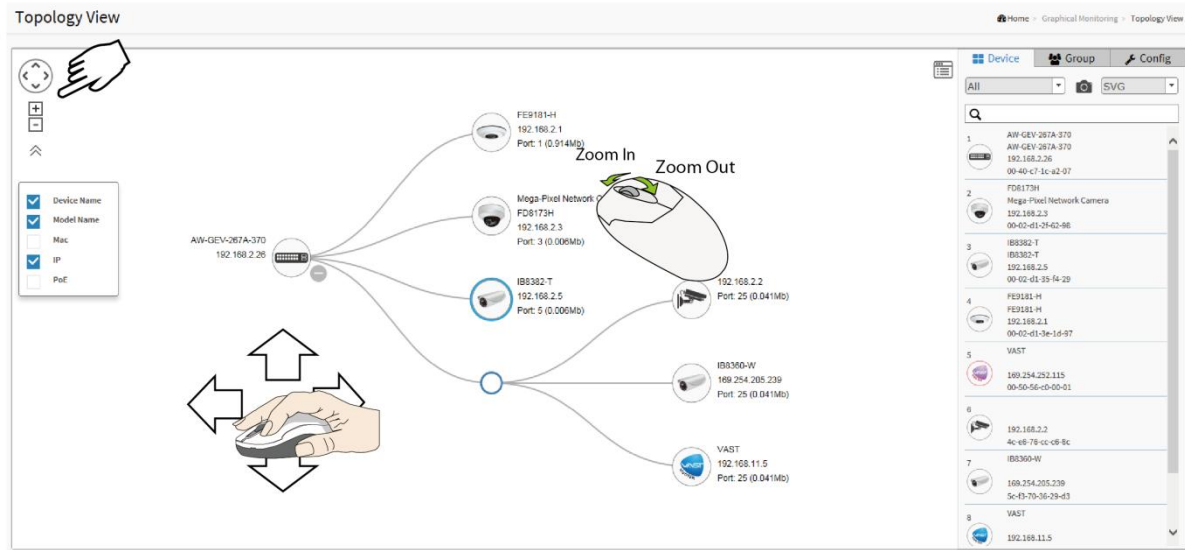 Topology View
Home > Graphical Monitoring > Topology View
Device
Group
Config
All
SVG
Device Name
Model Name
Mac
IP
PoE
AW-GEV-267A-370
192.168.2.26
FE9181-H
192.168.2.1
Port: 1 (0.914Mb)
Zoom In
Zoom Out
Mega-Pixel Network C
FD8173H
192.168.2.3
Port: 3 (0.006Mb)
IB8382-T
192.168.2.5
Port: 5 (0.006Mb)
192.168.2.2
Port: 25 (0.041Mb)
IB8360-W
169.254.205.239
Port: 25 (0.041Mb)
VAST
192.168.11.5
Port: 25 (0.041Mb)
1
AW-GEV-267A-370
AW-GEV-267A-370
192.168.2.26
00-40-c7-1c-a2-07
2
FD8173H
Mega-Pixel Network Camera
192.168.2.3
00-02-d1-2f-62-98
3
IB8382-T
IB8382-T
192.168.2.5
00-02-d1-35-f4-29
4
FE9181-H
FE9181-H
192.168.2.1
00-02-d1-3e-1d-97
5
VAST
169.254.252.115
00-50-56-c0-00-01
6
192.168.2.2
4c-e6-76-cc-c6-8c
7
IB8360-W
169.254.205.239
5c-f3-70-36-29-d3
8
VAST
192.168.11.5